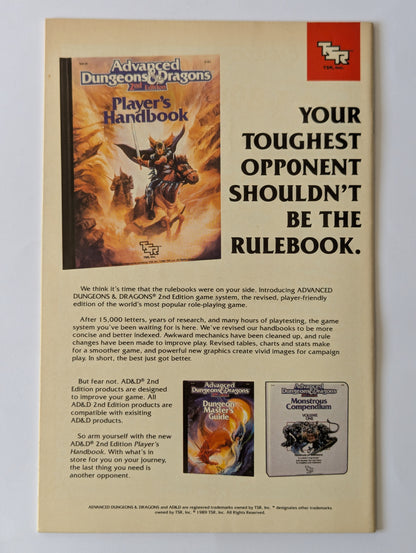 TSR
TSR, Inc.
Advanced
Dungeons & Dragons®
2nd Edition
Player's
Handbook
TSR
TSR, Inc.
YOUR
TOUGHEST
OPPONENT
SHOULDN'T
BE THE
RULEBOOK.
We think it's time that the rulebooks were on your side. Introducing ADVANCED
DUNGEONS & DRAGONS® 2nd Edition game system, the revised, player-friendly
edition of the world's most popular role-playing game.
After 15,000 letters, years of research, and many hours of playtesting, the game
system you've been waiting for is here. We've revised our handbooks to be more
concise and better indexed. Awkward mechanics have been cleaned up, and rule
changes have been made to improve play. Revised tables, charts and stats make
for a smoother game, and powerful new graphics create vivid images for campaign
play. In short, the best just got better.
But fear not. AD&D® 2nd
Edition products are designed
to improve your game. All
AD&D 2nd Edition products are
compatible with exisiting
AD&D products.
So arm yourself with the new
AD&D® 2nd Edition Player's
Handbook. With what's in
store for you on your journey,
the last thing you need is
another opponent.
Advanced
Dungeons & Dragons
Dungeon
Master's
Guide
Advanced
Dungeons & Dragons
Monstrous
Compendium
VOLUME
ONE
ADVANCED DUNGEONS & DRAGONS and AD&D are registered trademarks owned by TSR, Inc. ™ designates other trademarks
owned by TSR, Inc. © 1989 TSR, Inc. All Rights Reserved.